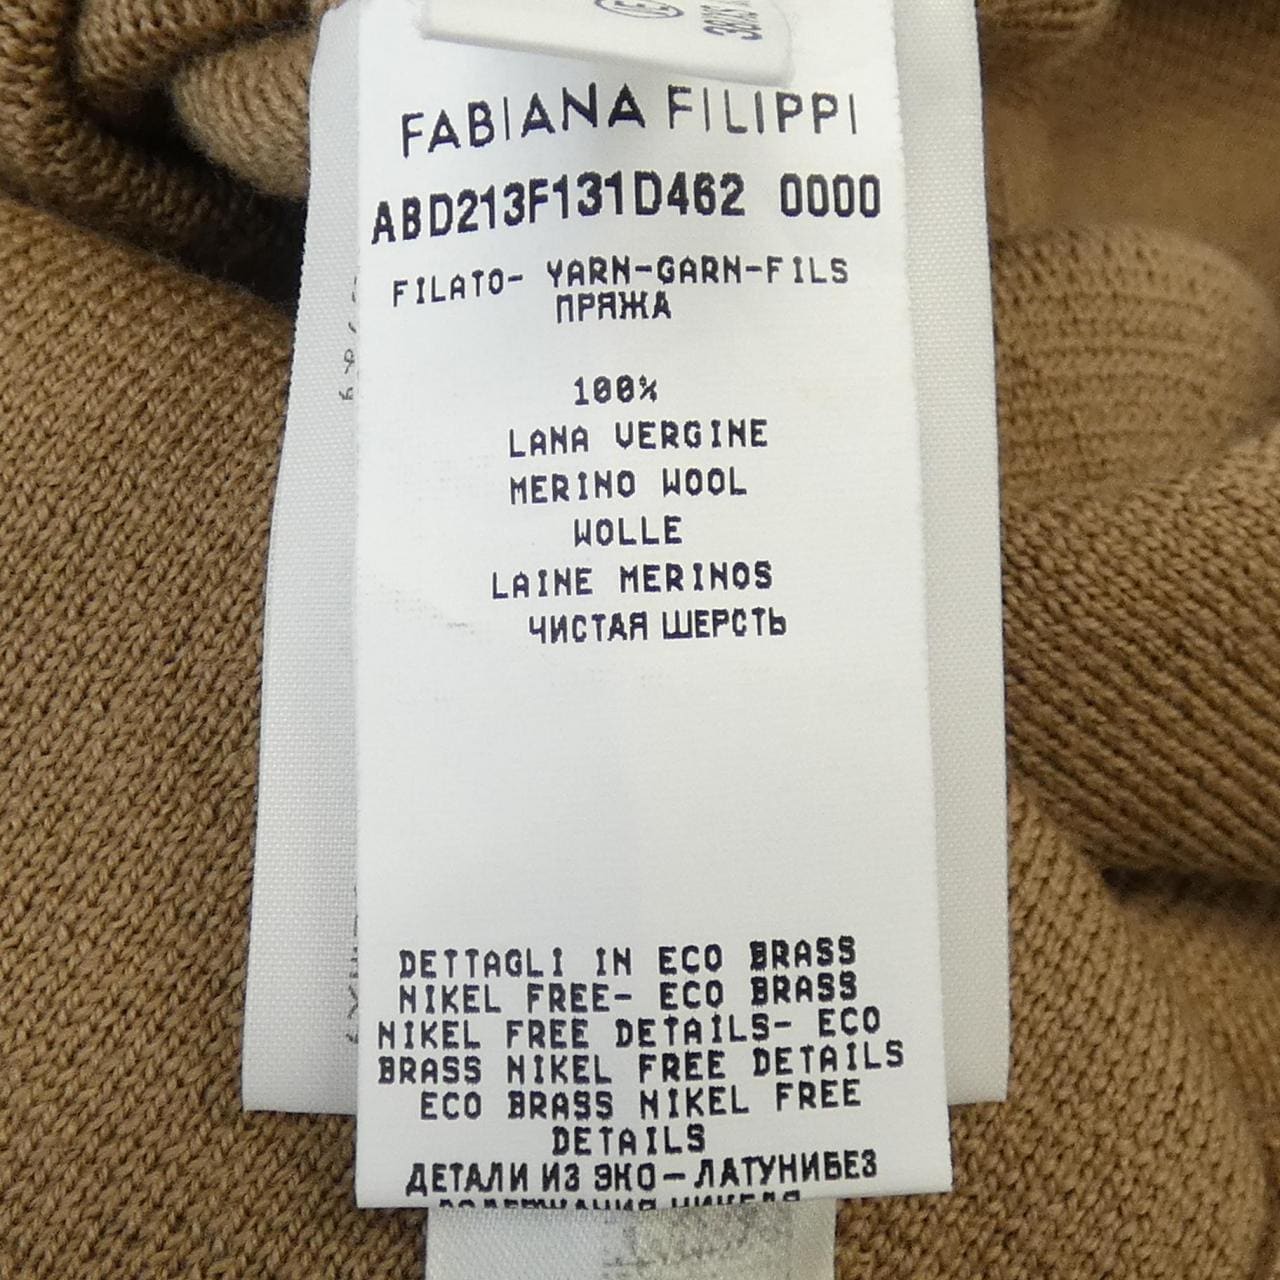 FABIANA FILIPPI
ABD213F131D462 0000
FILATO- YARN-GARN-FILS
ПРЯЖА
100%
LANA VERGINE
MERINO WOOL
WOLLE
LAINE MERINOS
ЧИСТАЯ ШЕРСТЬ
DETTAGLI IN ECO BRASS
NIKEL FREE- ECO BRASS
NIKEL FREE DETAILS- ECO
BRASS NIKEL FREE DETAILS
ECO BRASS NIKEL FREE
DETAILS
ДЕТАЛИ ИЗ ЭКО-ЛАТУНИБЕЗ
СОДЕРЖАНИЯ НИКЕЛЯ